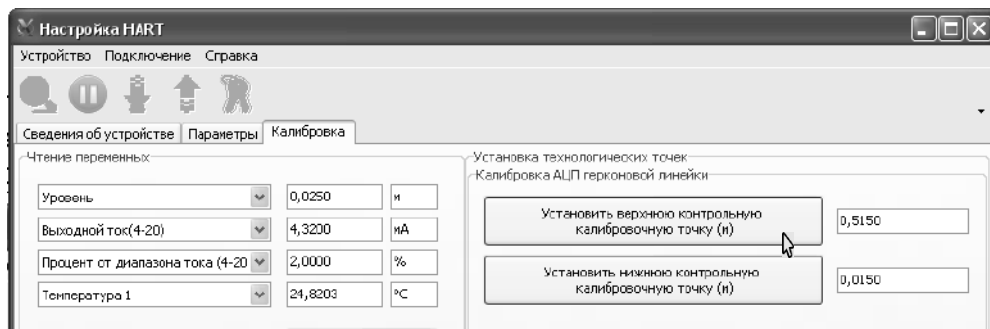 Настройка HART
Устройство Подключение Справка
Сведения об устройстве Параметры Калибровка
Чтение переменных
Уровень 0,0250 м
Выходной ток(4-20) 4,3200 мА
Процент от диапазона тока (4-20 2,0000 %
Температура 1 24,8203 °C
Установка технологических точек
Калибровка АЦП герконовой линейки
Установить верхнюю контрольную
калибровочную точку (м)
0,5150
Установить нижнюю контрольную
калибровочную точку (м)
0,0150